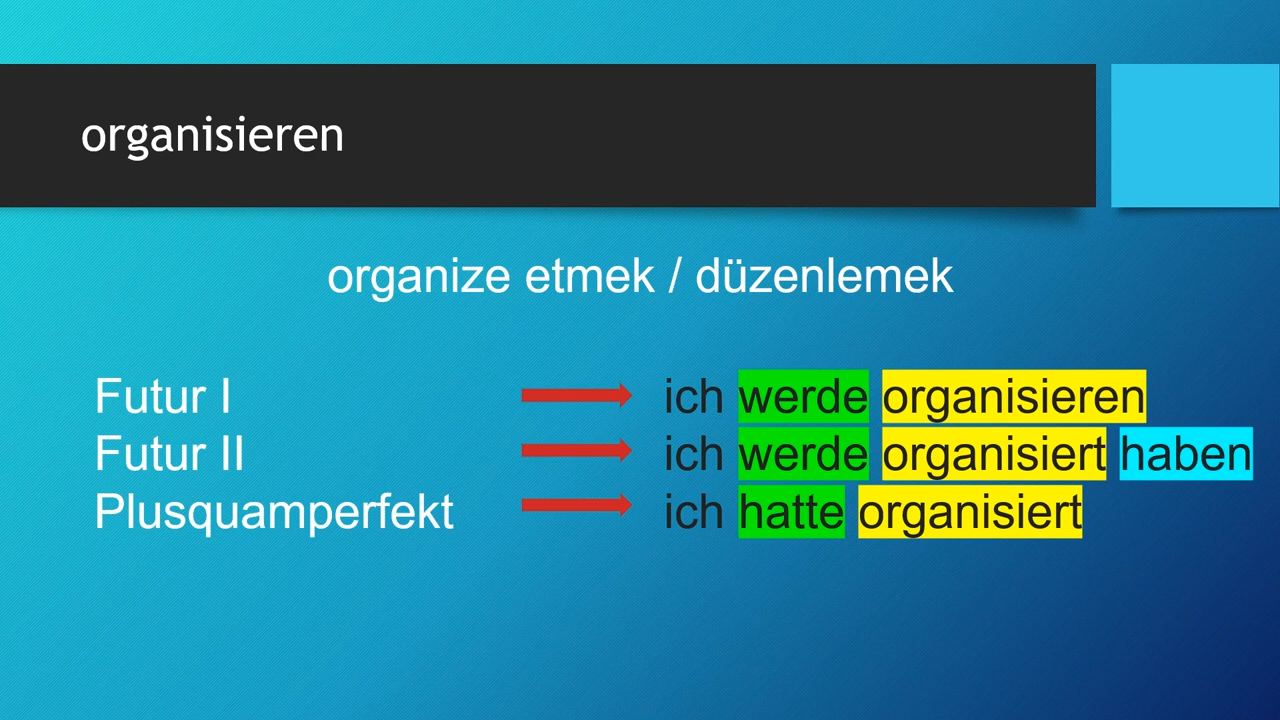 organisieren
organize etmek / düzenlemek
Futur I ich werde organisieren
Futur II ich werde organisiert haben
Plusquamperfekt ich hatte organisiert